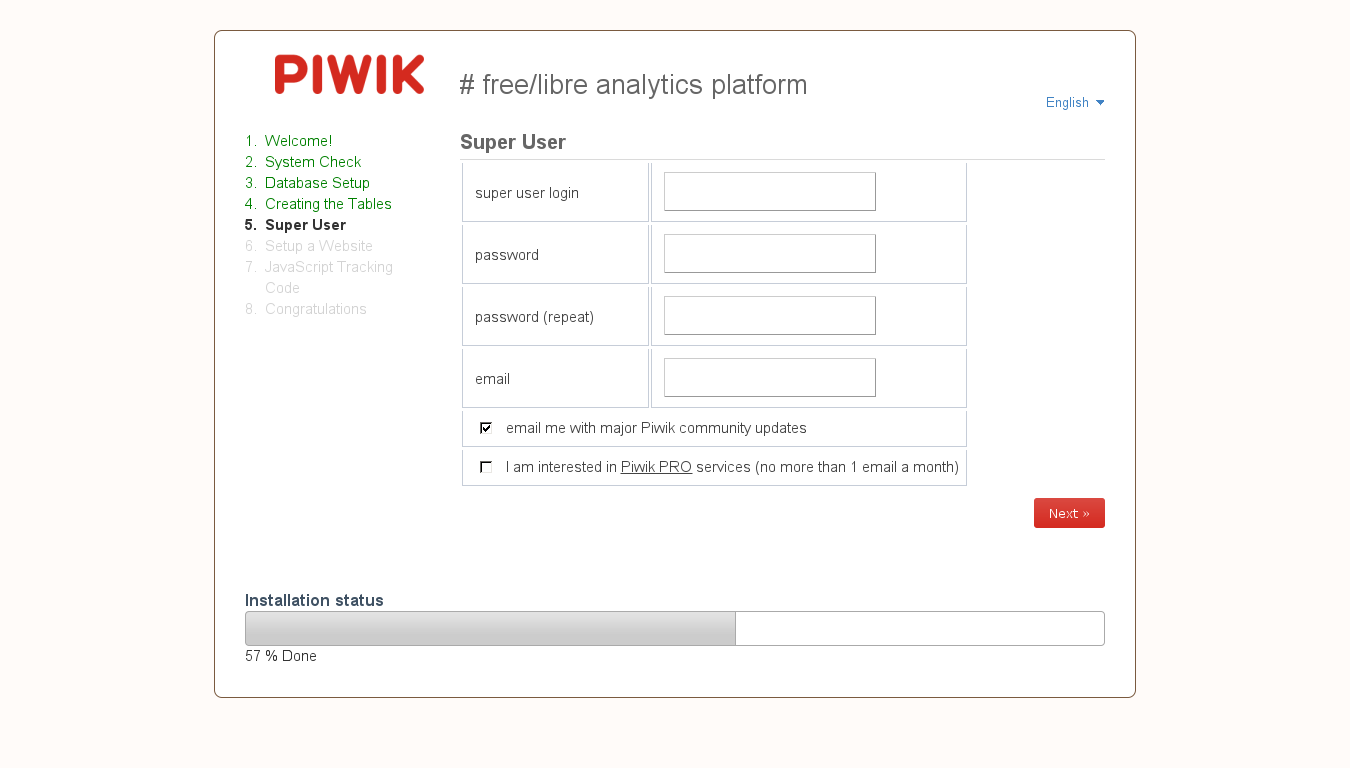 PIWIK
# free/libre analytics platform
English
1. Welcome!
2. System Check
3. Database Setup
4. Creating the Tables
5. Super User
6. Setup a Website
7. JavaScript Tracking
Code
8. Congratulations
Super User
super user login
password
password (repeat)
email
email me with major Piwik community updates
I am interested in Piwik PRO services (no more than 1 email a month)
Next »
Installation status
57 % Done